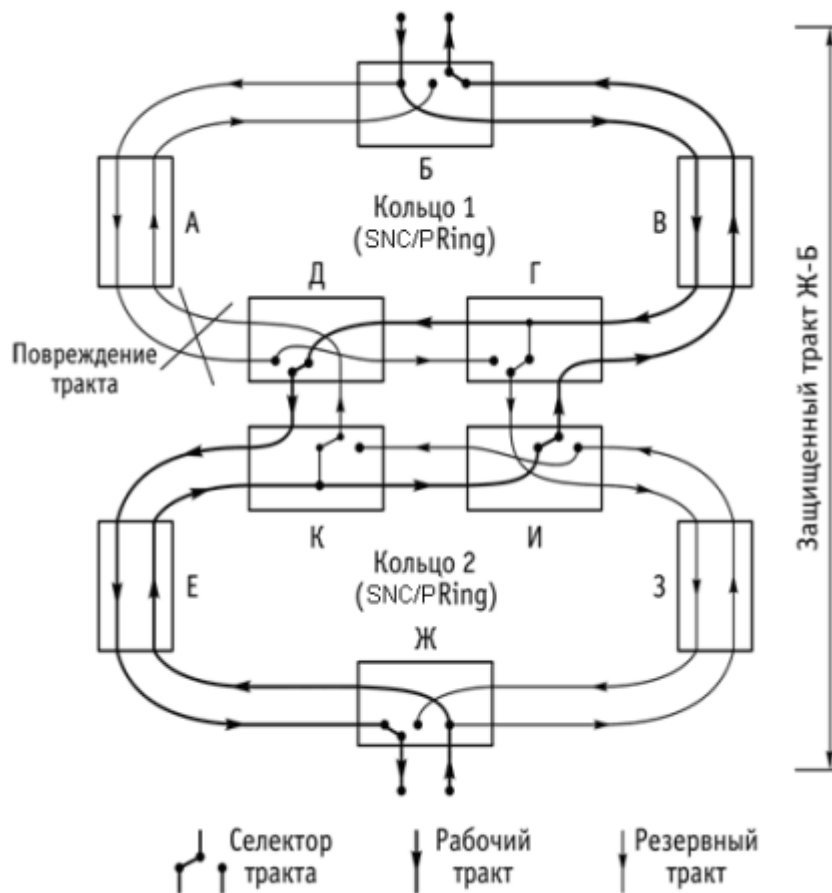 Б
А
Кольцо 1
(SNC/PRing)
В
Д
Г
Повреждение
тракта
К
И
Е
Кольцо 2
(SNC/PRing)
З
Ж
Защищенный тракт Ж-Б
Селектор
тракта
Рабочий
тракт
Резервный
тракт